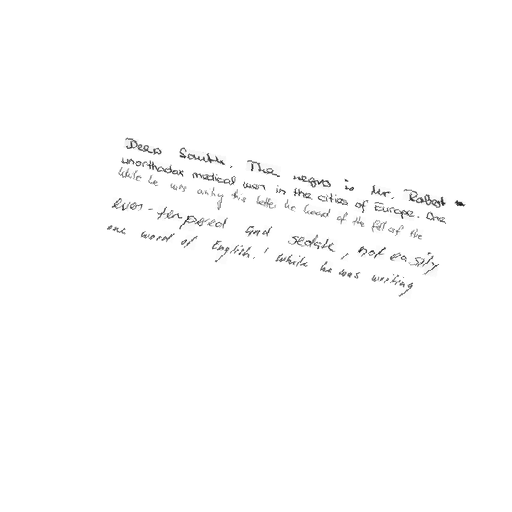 Deep South. The negro is Mr. Robert -
unorthodox medical men in the cities of Europe. One
While he was writing this letter he heard of the fall of the
even-tempered and sedate, not easily
one word of English.' While he was writing